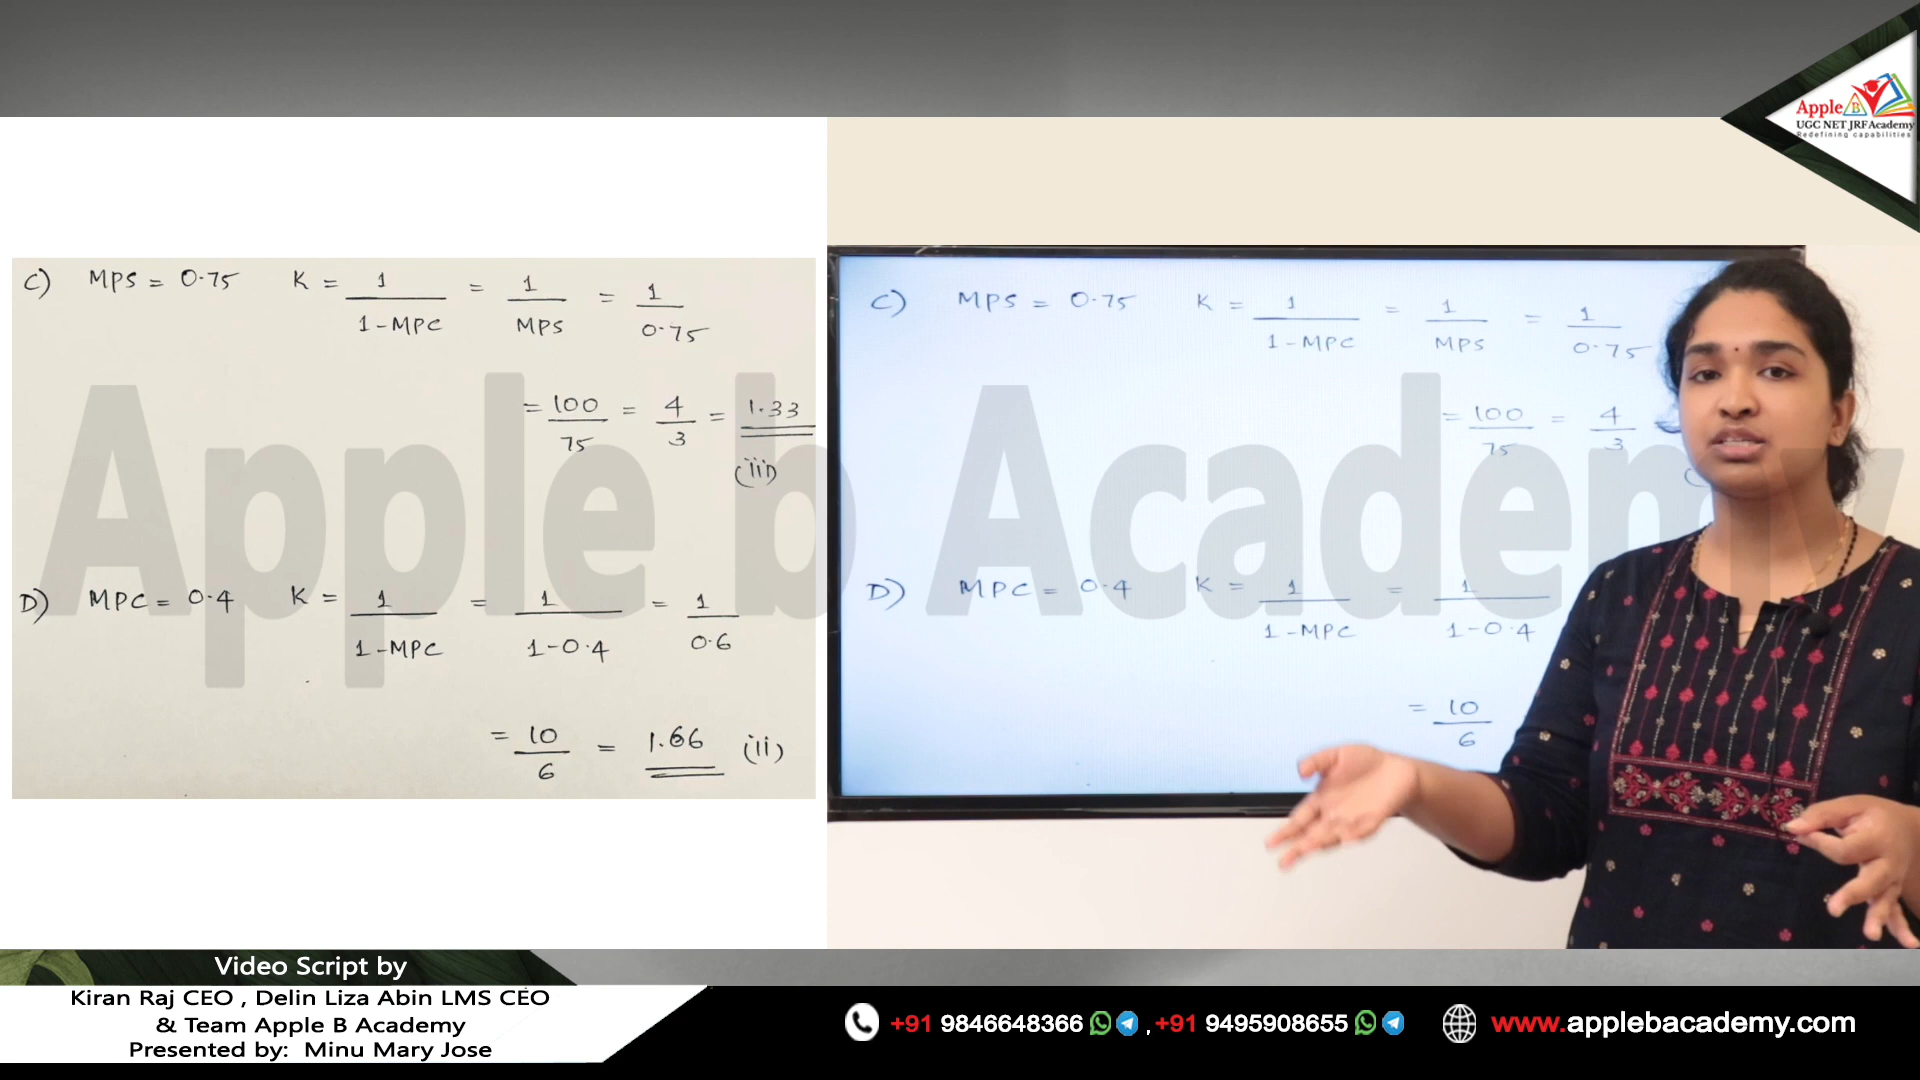 Apple B
UGC NET JRF Academy
Redefining capabilities
C) MPS = 0.75 K = 1 / 1-MPC = 1 / MPS = 1 / 0.75
= 100 / 75 = 4 / 3 = 1.33
(iii)
D) MPC = 0.4 K = 1 / 1-MPC = 1 / 1-0.4 = 1 / 0.6
= 10 / 6 = 1.66 (ii)
C) MPS = 0.75 K = 1 / 1-MPC = 1 / MPS = 1 / 0.75
= 100 / 75 = 4 / 3
D) MPC = 0.4 K = 1 / 1-MPC = 1 / 1-0.4
= 10 / 6
Apple b Academy
Video Script by
Kiran Raj CEO , Delin Liza Abin LMS CEO
& Team Apple B Academy
Presented by: Minu Mary Jose
+91 9846648366 , +91 9495908655 www.applebacademy.com